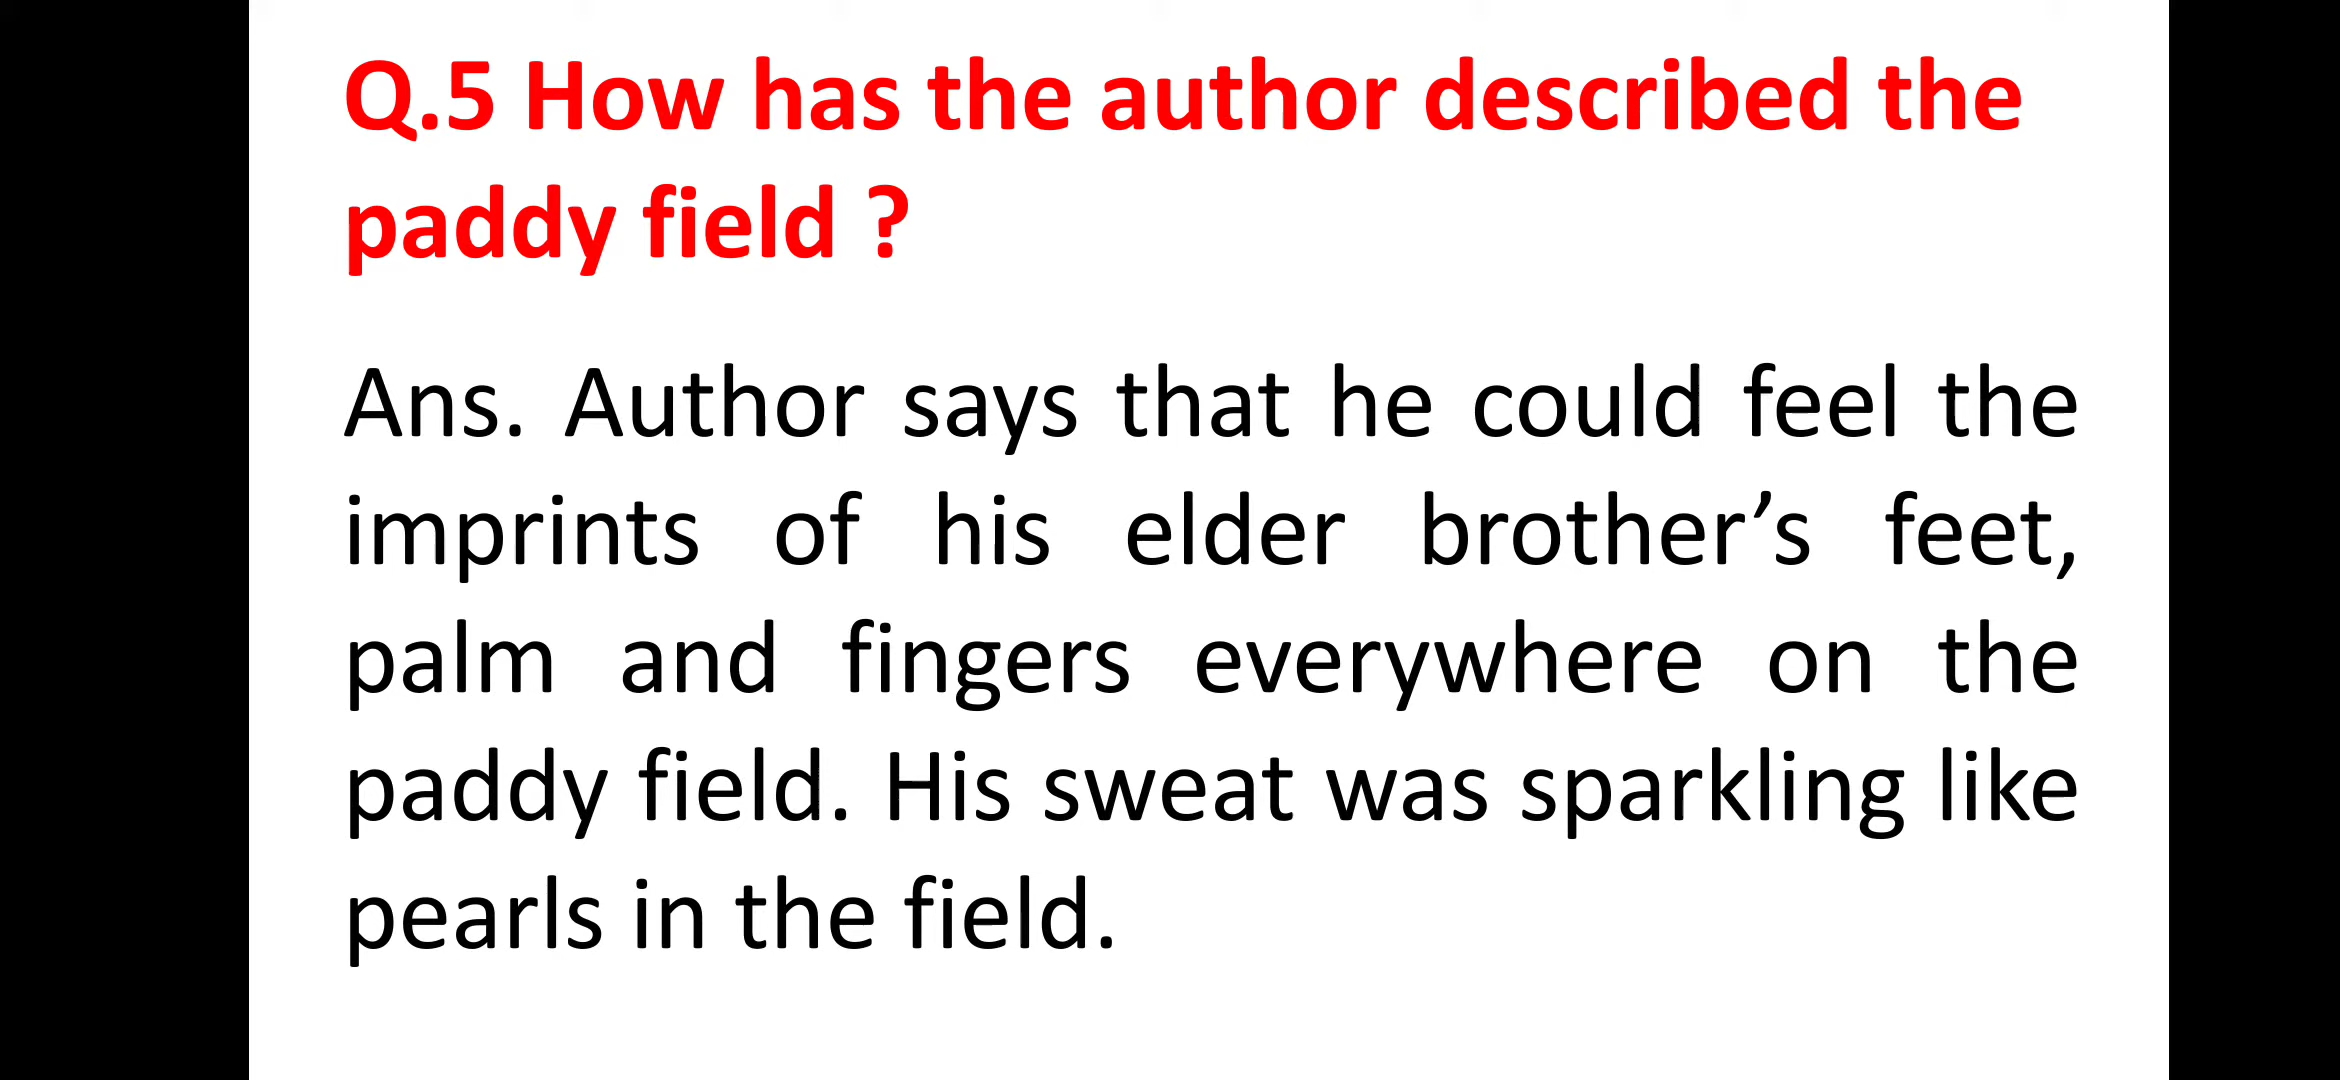 Q.5 How has the author described the
paddy field ?
Ans. Author says that he could feel the
imprints of his elder brother’s feet,
palm and fingers everywhere on the
paddy field. His sweat was sparkling like
pearls in the field.